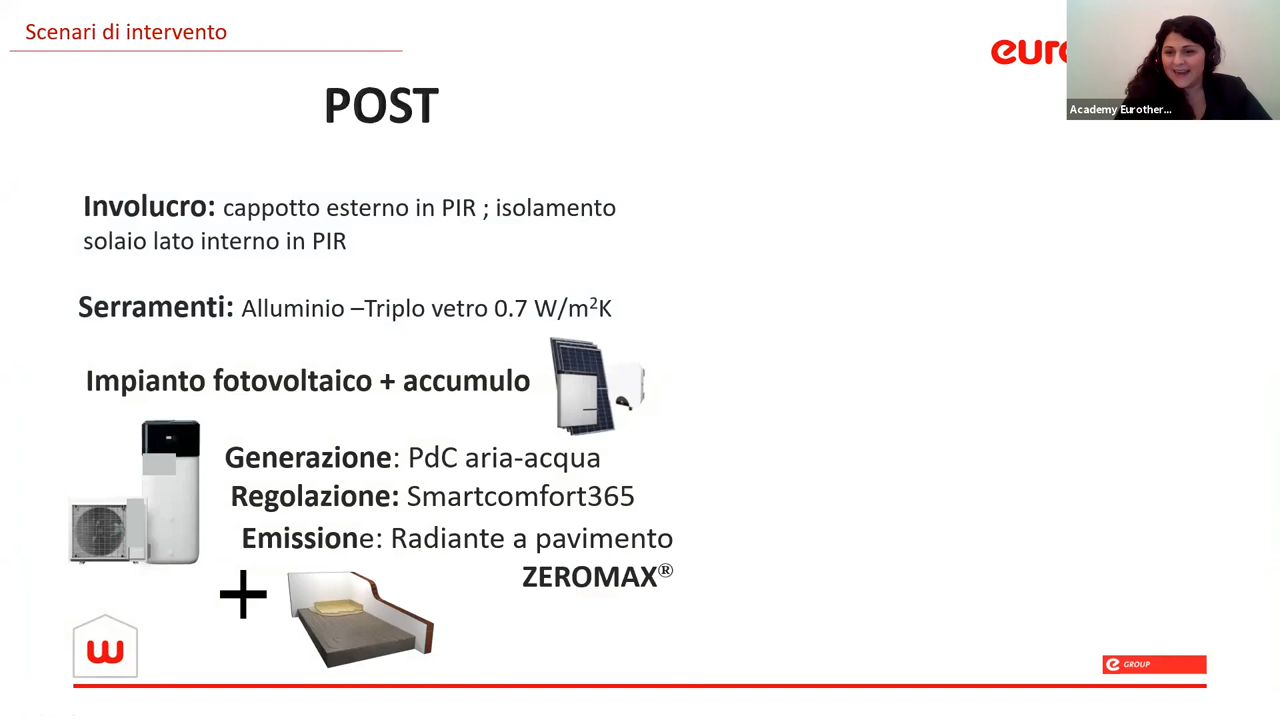 Scenari di intervento
POST
Academy Eurother...
Involucro: cappotto esterno in PIR ; isolamento
solaio lato interno in PIR
Serramenti: Alluminio –Triplo vetro 0.7 W/m²K
Impianto fotovoltaico + accumulo
Generazione: PdC aria-acqua
Regolazione: Smartcomfort365
Emissione: Radiante a pavimento
ZEROMAX®
+
e GROUP